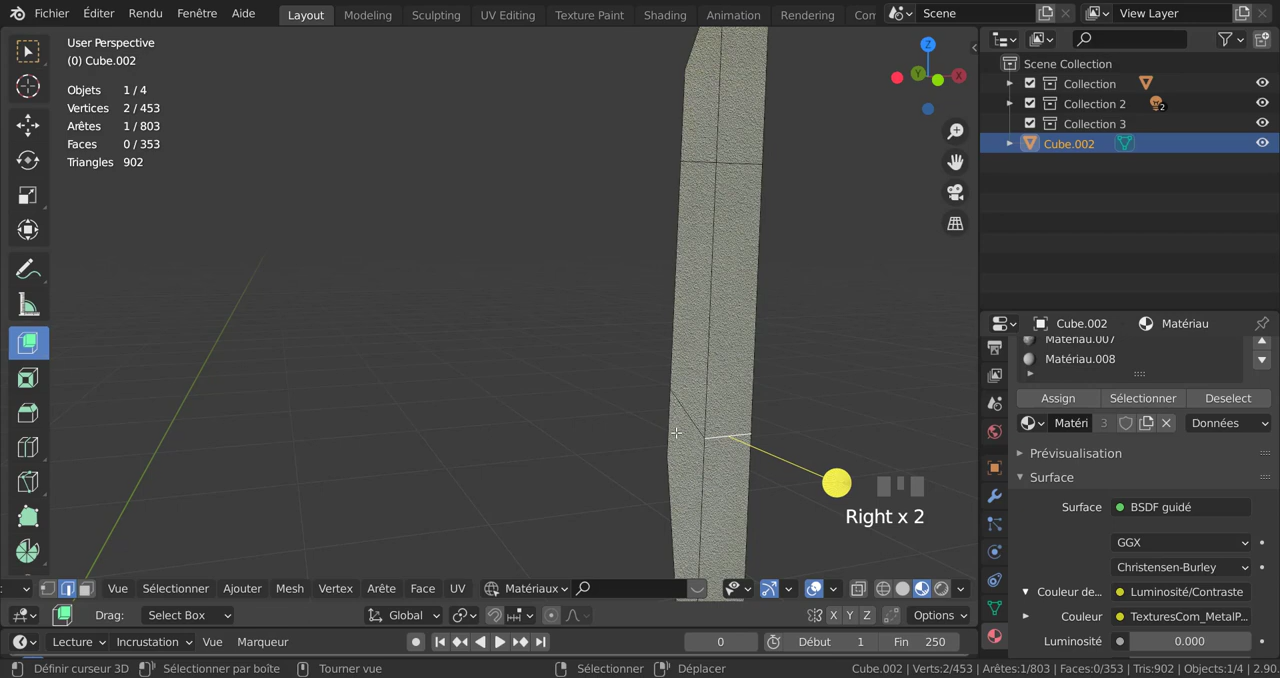 Fichier Éditer Rendu Fenêtre Aide Layout Modeling Sculpting UV Editing Texture Paint Shading Animation Rendering Com Scene View Layer
User Perspective
(0) Cube.002
Objets 1 / 4
Vertices 2 / 453
Arêtes 1 / 803
Faces 0 / 353
Triangles 902
Z
Y
X
Scene Collection
Collection
Collection 2 2
Collection 3
Cube.002
Cube.002 Matériau
Matériau.007
Matériau.008
Assign Sélectionner Deselect
Matéri 3 Données
Prévisualisation
Surface
Surface BSDF guidé
GGX
Christensen-Burley
Couleur de... Luminosité/Contraste
Couleur TexturesCom_MetalP...
Luminosité 0.000
Right x 2
Vue Sélectionner Ajouter Mesh Vertex Arête Face UV Matériaux
Drag: Select Box Global X Y Z Options
Lecture Incrustation Vue Marqueur 0 Début 1 Fin 250
Définir curseur 3D Sélectionner par boîte Tourner vue Sélectionner Déplacer Cube.002 | Verts:2/453 | Arêtes:1/803 | Faces:0/353 | Tris:902 | Objects:1/4 | 2.90.